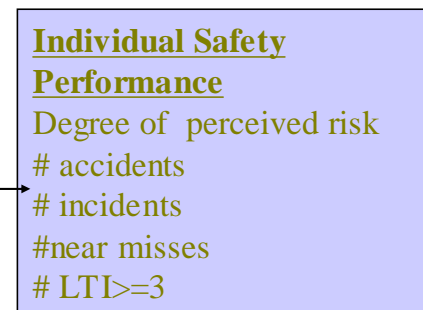 Individual Safety
Performance
Degree of perceived risk
# accidents
# incidents
#near misses
# LTI>=3